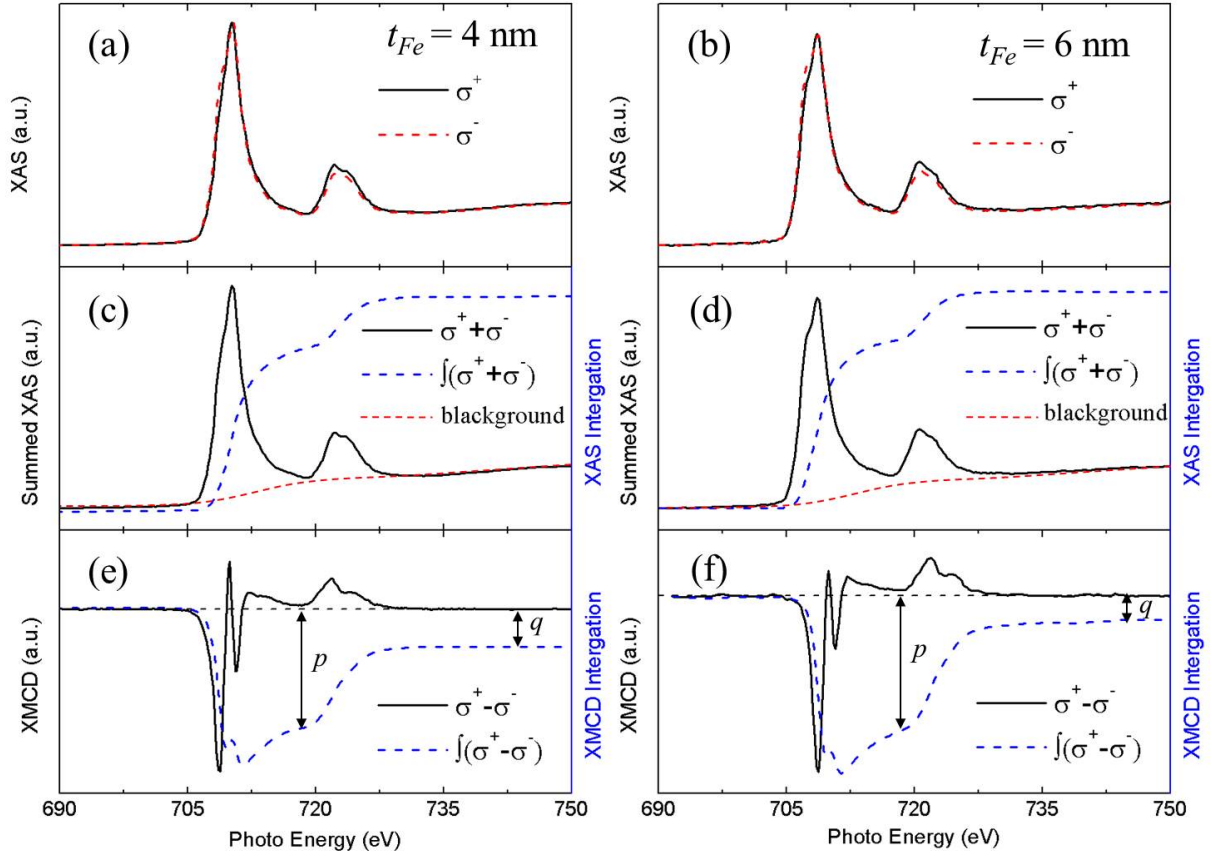 (a)
t_Fe = 4 nm
σ⁺
σ⁻
XAS (a.u.)
(b)
t_Fe = 6 nm
σ⁺
σ⁻
XAS (a.u.)
(c)
σ⁺+σ⁻
∫(σ⁺+σ⁻)
blackground
Summed XAS (a.u.)
XAS Intergation
(d)
σ⁺+σ⁻
∫(σ⁺+σ⁻)
blackground
Summed XAS (a.u.)
XAS Intergation
(e)
p
q
σ⁺-σ⁻
∫(σ⁺-σ⁻)
XMCD (a.u.)
XMCD Intergation
690 705 720 735 750
Photo Energy (eV)
(f)
p
q
σ⁺-σ⁻
∫(σ⁺-σ⁻)
XMCD (a.u.)
XMCD Intergation
690 705 720 735 750
Photo Energy (eV)